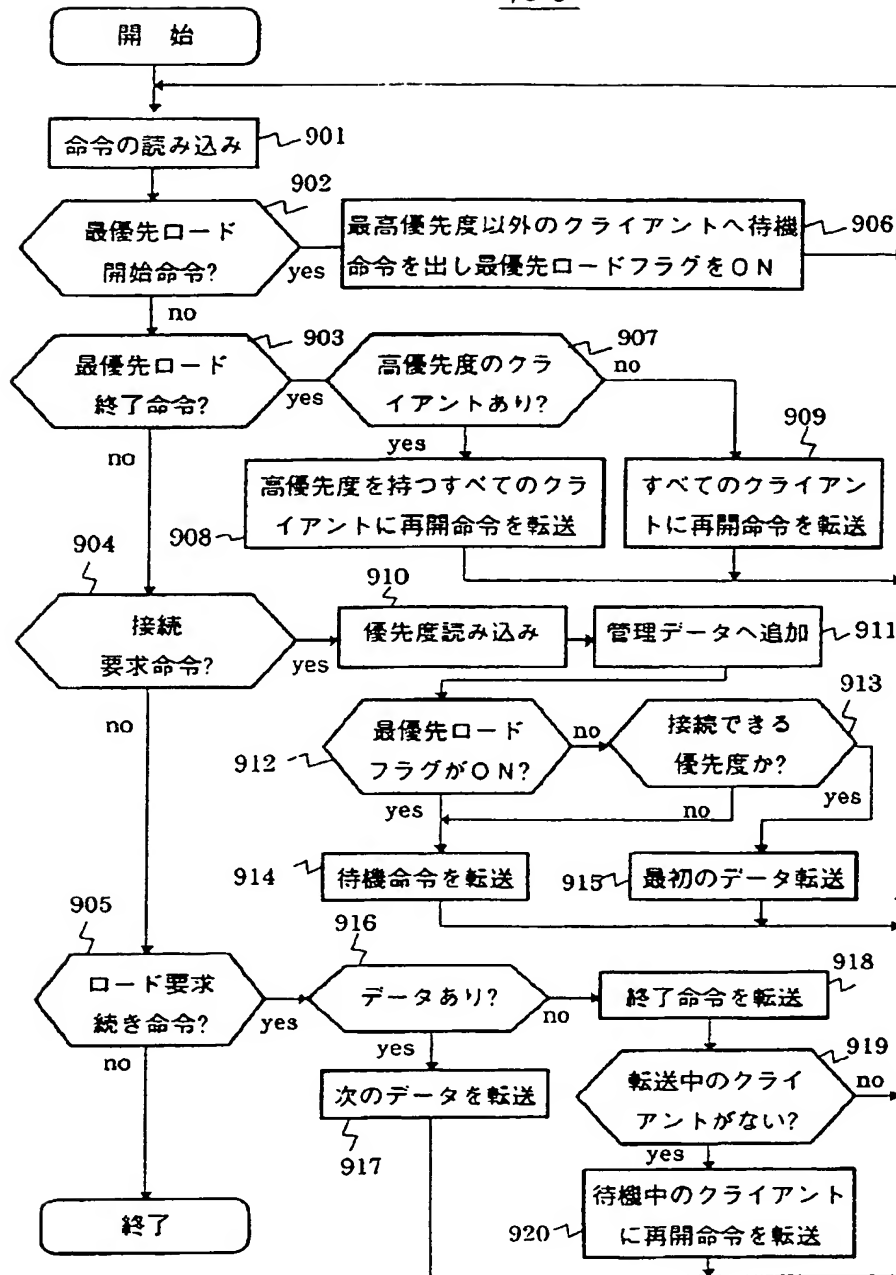 開 始
命令の読み込み
901
902
最優先ロード
開始命令?
yes
no
最高優先度以外のクライアントへ待機
命令を出し最優先ロードフラグをON
906
903
最優先ロード
終了命令?
yes
no
907
高優先度のクラ
イアントあり?
no
yes
909
高優先度を持つすべてのクラ
イアントに再開命令を転送
908
すべてのクライアン
トに再開命令を転送
904
接続
要求命令?
yes
no
910
優先度読み込み
管理データへ追加
911
912
最優先ロード
フラグがON?
no
yes
913
接続できる
優先度か?
no
yes
914
待機命令を転送
915
最初のデータ転送
905
ロード要求
続き命令?
yes
no
916
データあり?
no
yes
918
終了命令を転送
次のデータを転送
917
919
転送中のクライ
アントがない?
no
yes
待機中のクライアント
に再開命令を転送
920
終了